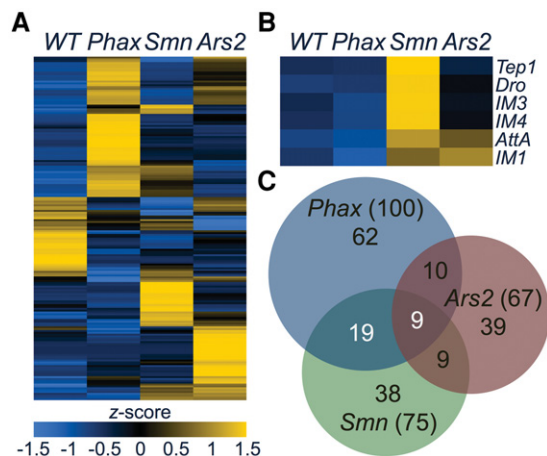 A
WT Phax Smn Ars2
z-score
-1.5 -1 -0.5 0 0.5 1 1.5
B
WT Phax Smn Ars2
Tep1
Dro
IM3
IM4
AttA
IM1
C
Phax (100)
62
10
Ars2 (67)
39
19
9
9
38
Smn (75)